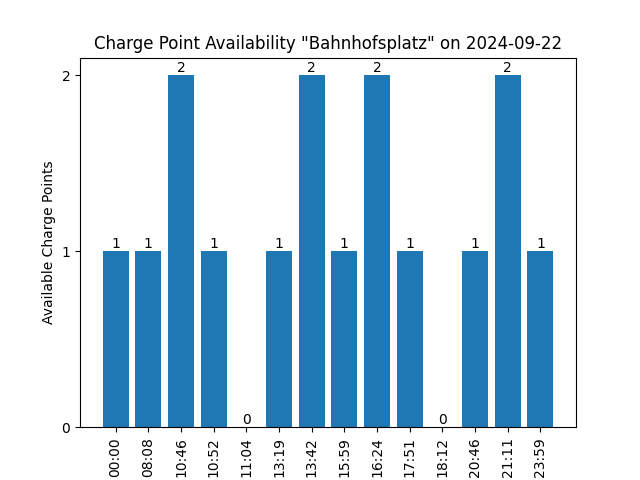 Charge Point Availability "Bahnhofsplatz" on 2024-09-22
Available Charge Points
2
1
0
1 1 2 1 0 1 2 1 2 1 0 1 2 1
00:00 08:08 10:46 10:52 11:04 13:19 13:42 15:59 16:24 17:51 18:12 20:46 21:11 23:59